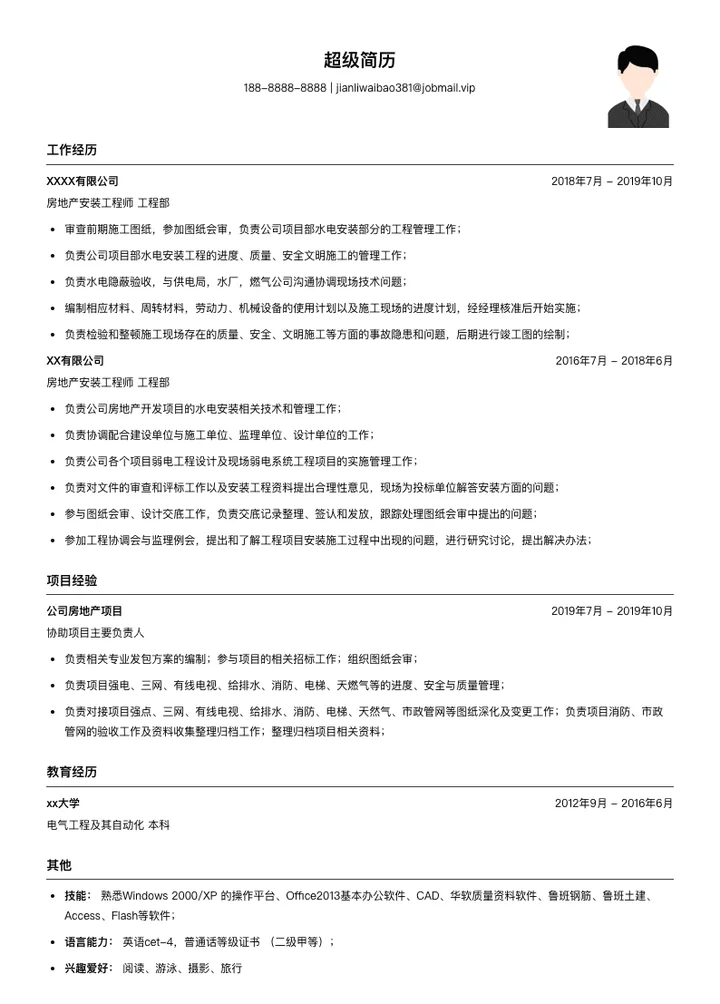 超级简历
188-8888-8888 | jianliwaibao381@jobmail.vip
工作经历
XXXX有限公司 2018年7月 – 2019年10月
房地产安装工程师 工程部
• 审查前期施工图纸，参加图纸会审，负责公司项目部水电安装部分的工程管理工作；
• 负责公司项目部水电安装工程的进度、质量、安全文明施工的管理工作；
• 负责水电隐蔽验收，与供电局，水厂，燃气公司沟通协调现场技术问题；
• 编制相应材料、周转材料，劳动力、机械设备的使用计划以及施工现场的进度计划，经经理核准后开始实施；
• 负责检验和整顿施工现场存在的质量、安全、文明施工等方面的事故隐患和问题，后期进行竣工图的绘制；
XX有限公司 2016年7月 – 2018年6月
房地产安装工程师 工程部
• 负责公司房地产开发项目的水电安装相关技术和管理工作；
• 负责协调配合建设单位与施工单位、监理单位、设计单位的工作；
• 负责公司各个项目弱电工程设计及现场弱电系统工程项目的实施管理工作；
• 负责对文件的审查和评标工作以及安装工程资料提出合理性意见，现场为投标单位解答安装方面的问题；
• 参与图纸会审、设计交底工作，负责交底记录整理、签认和发放，跟踪处理图纸会审中提出的问题；
• 参加工程协调会与监理例会，提出和了解工程项目安装施工过程中出现的问题，进行研究讨论，提出解决办法；
项目经验
公司房地产项目 2019年7月 – 2019年10月
协助项目主要负责人
• 负责相关专业发包方案的编制；参与项目的相关招标工作；组织图纸会审；
• 负责项目强电、三网、有线电视、给排水、消防、电梯、天燃气等的进度、安全与质量管理；
• 负责对接项目强点、三网、有线电视、给排水、消防、电梯、天然气、市政管网等图纸深化及变更工作；负责项目消防、市政
管网的验收工作及资料收集整理归档工作；整理归档项目相关资料；
教育经历
xx大学 2012年9月 – 2016年6月
电气工程及其自动化 本科
其他
• 技能： 熟悉Windows 2000/XP 的操作平台、Office2013基本办公软件、CAD、华软质量资料软件、鲁班钢筋、鲁班土建、
Access、Flash等软件；
• 语言能力： 英语cet-4，普通话等级证书 （二级甲等）；
• 兴趣爱好： 阅读、游泳、摄影、旅行